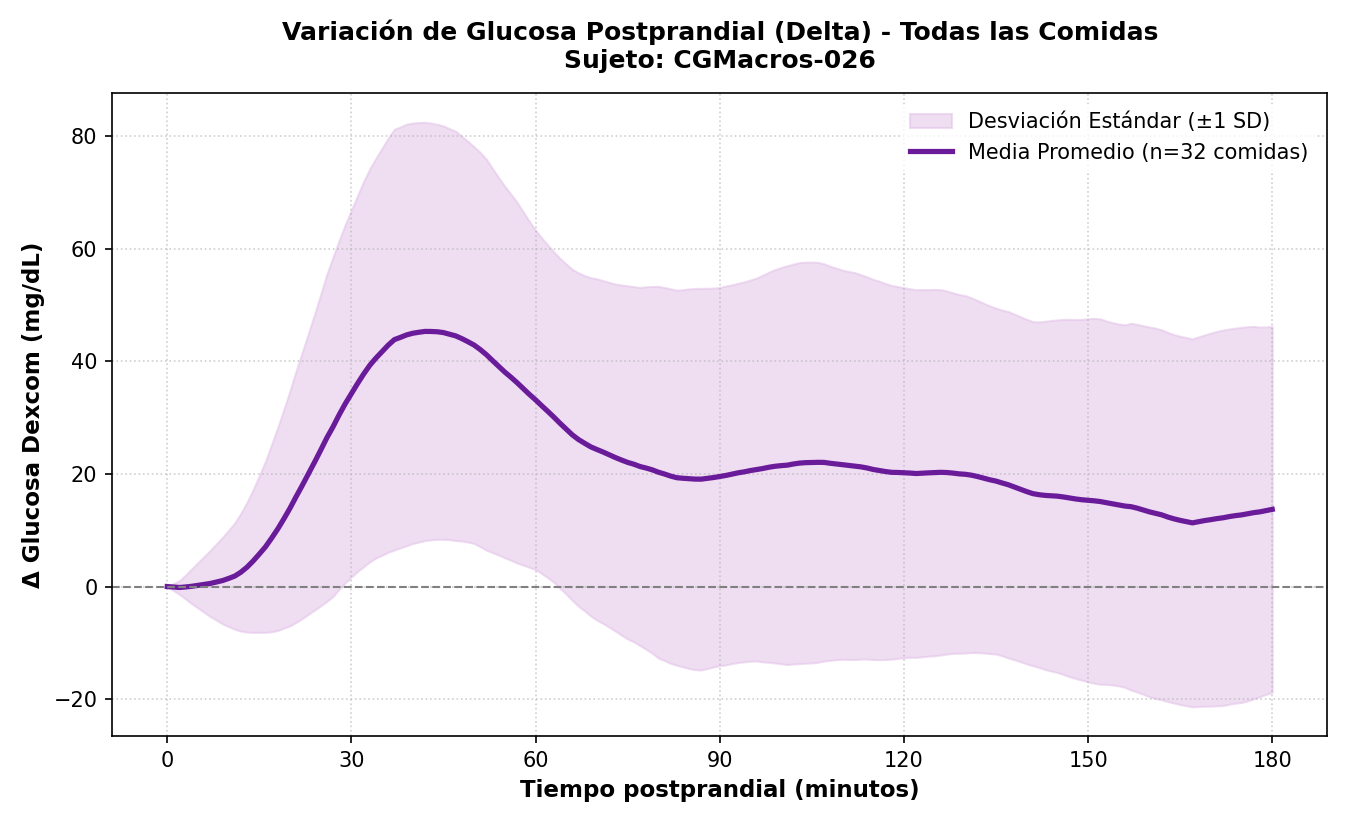 Variación de Glucosa Postprandial (Delta) - Todas las Comidas
Sujeto: CGMacros-026
Desviación Estándar (±1 SD)
Media Promedio (n=32 comidas)
Δ Glucosa Dexcom (mg/dL)
80
60
40
20
0
−20
0 30 60 90 120 150 180
Tiempo postprandial (minutos)